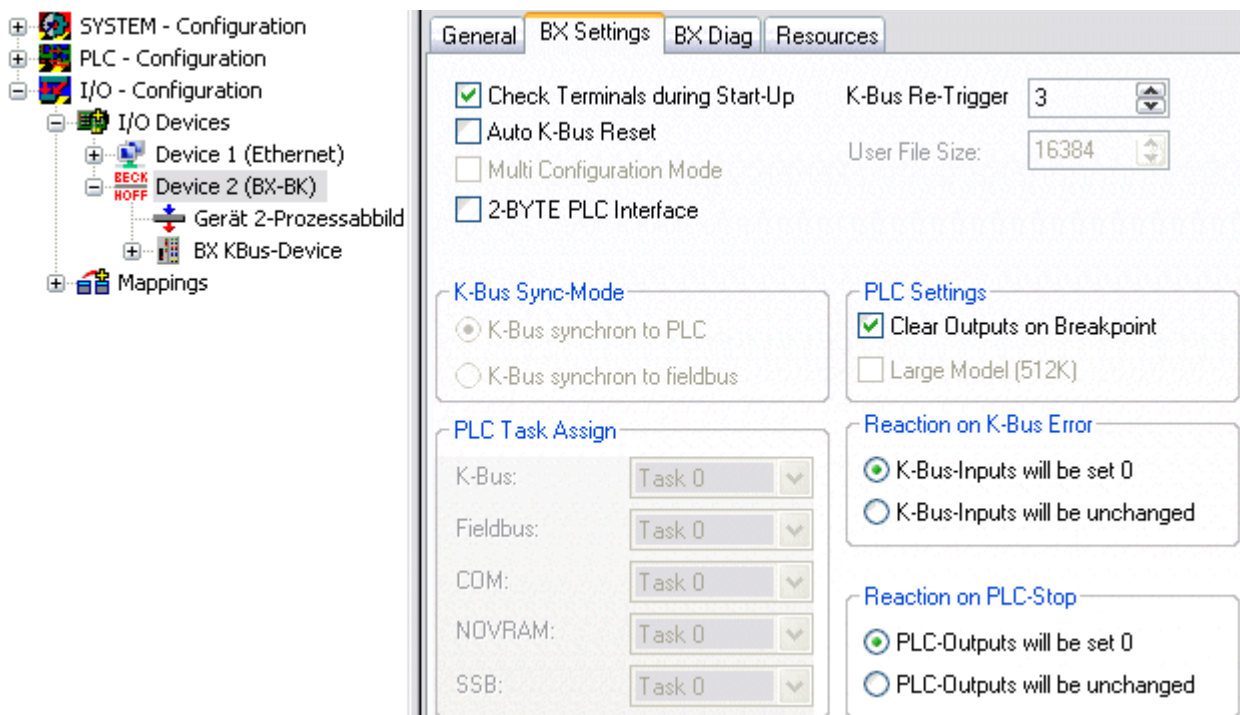 SYSTEM - Configuration
PLC - Configuration
I/O - Configuration
I/O Devices
Device 1 (Ethernet)
BECK
HOFF
Device 2 (BX-BK)
Gerät 2-Prozessabbild
BX KBus-Device
Mappings
General BX Settings BX Diag Resources
Check Terminals during Start-Up
K-Bus Re-Trigger 3
Auto K-Bus Reset
User File Size: 16384
Multi Configuration Mode
2-BYTE PLC Interface
K-Bus Sync-Mode
K-Bus synchron to PLC
K-Bus synchron to fieldbus
PLC Settings
Clear Outputs on Breakpoint
Large Model (512K)
PLC Task Assign
K-Bus: Task 0
Fieldbus: Task 0
COM: Task 0
NOVRAM: Task 0
SSB: Task 0
Reaction on K-Bus Error
K-Bus-Inputs will be set 0
K-Bus-Inputs will be unchanged
Reaction on PLC-Stop
PLC-Outputs will be set 0
PLC-Outputs will be unchanged